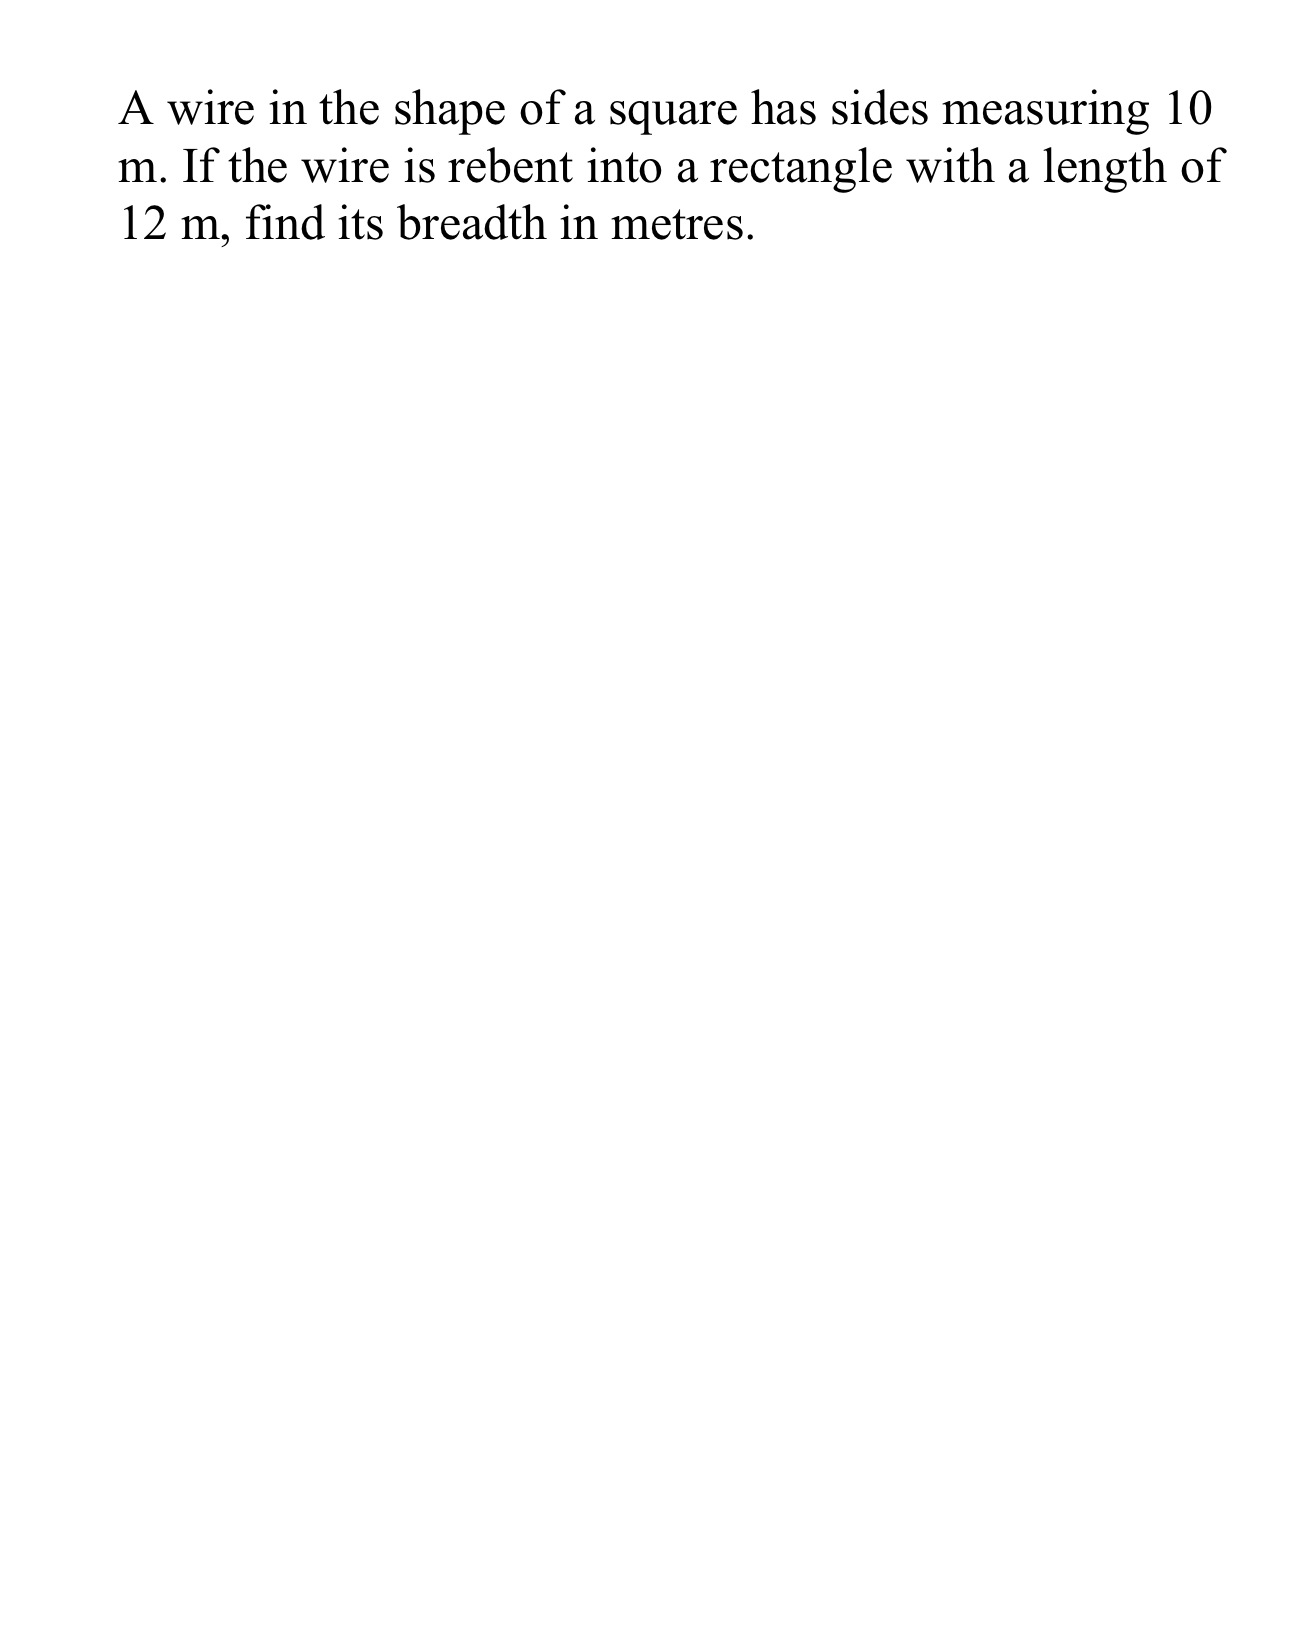 A wire in the shape of a square has sides measuring 10
m. If the wire is rebent into a rectangle with a length of
12 m, find its breadth in metres.